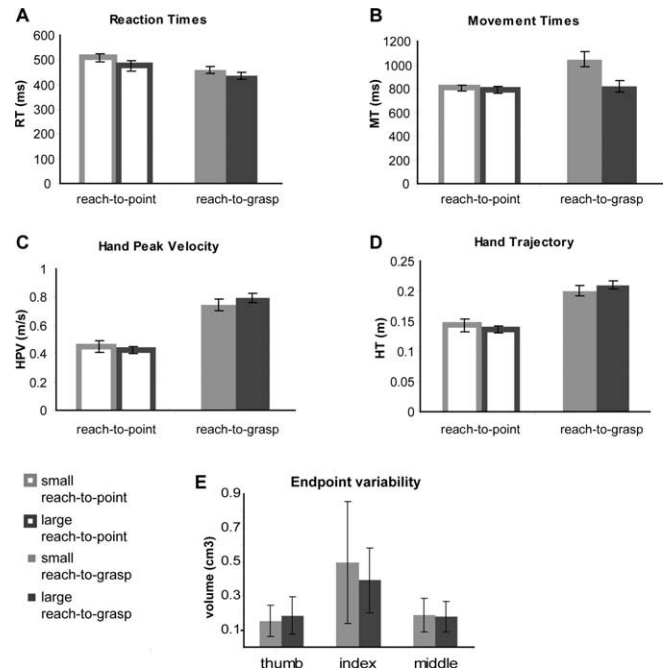 A
Reaction Times
600
500
400
300
200
100
0
RT (ms)
reach-to-point
reach-to-grasp
B
Movement Times
1200
1000
800
600
400
200
0
MT (ms)
reach-to-point
reach-to-grasp
C
Hand Peak Velocity
1
0.8
0.6
0.4
0.2
0
HPV (m/s)
reach-to-point
reach-to-grasp
D
Hand Trajectory
0.25
0.2
0.15
0.1
0.05
0
HT (m)
reach-to-point
reach-to-grasp
small
reach-to-point
large
reach-to-point
small
reach-to-grasp
large
reach-to-grasp
E
Endpoint variability
0.9
0.7
0.5
0.3
0.1
volume (cm3)
thumb
index
middle